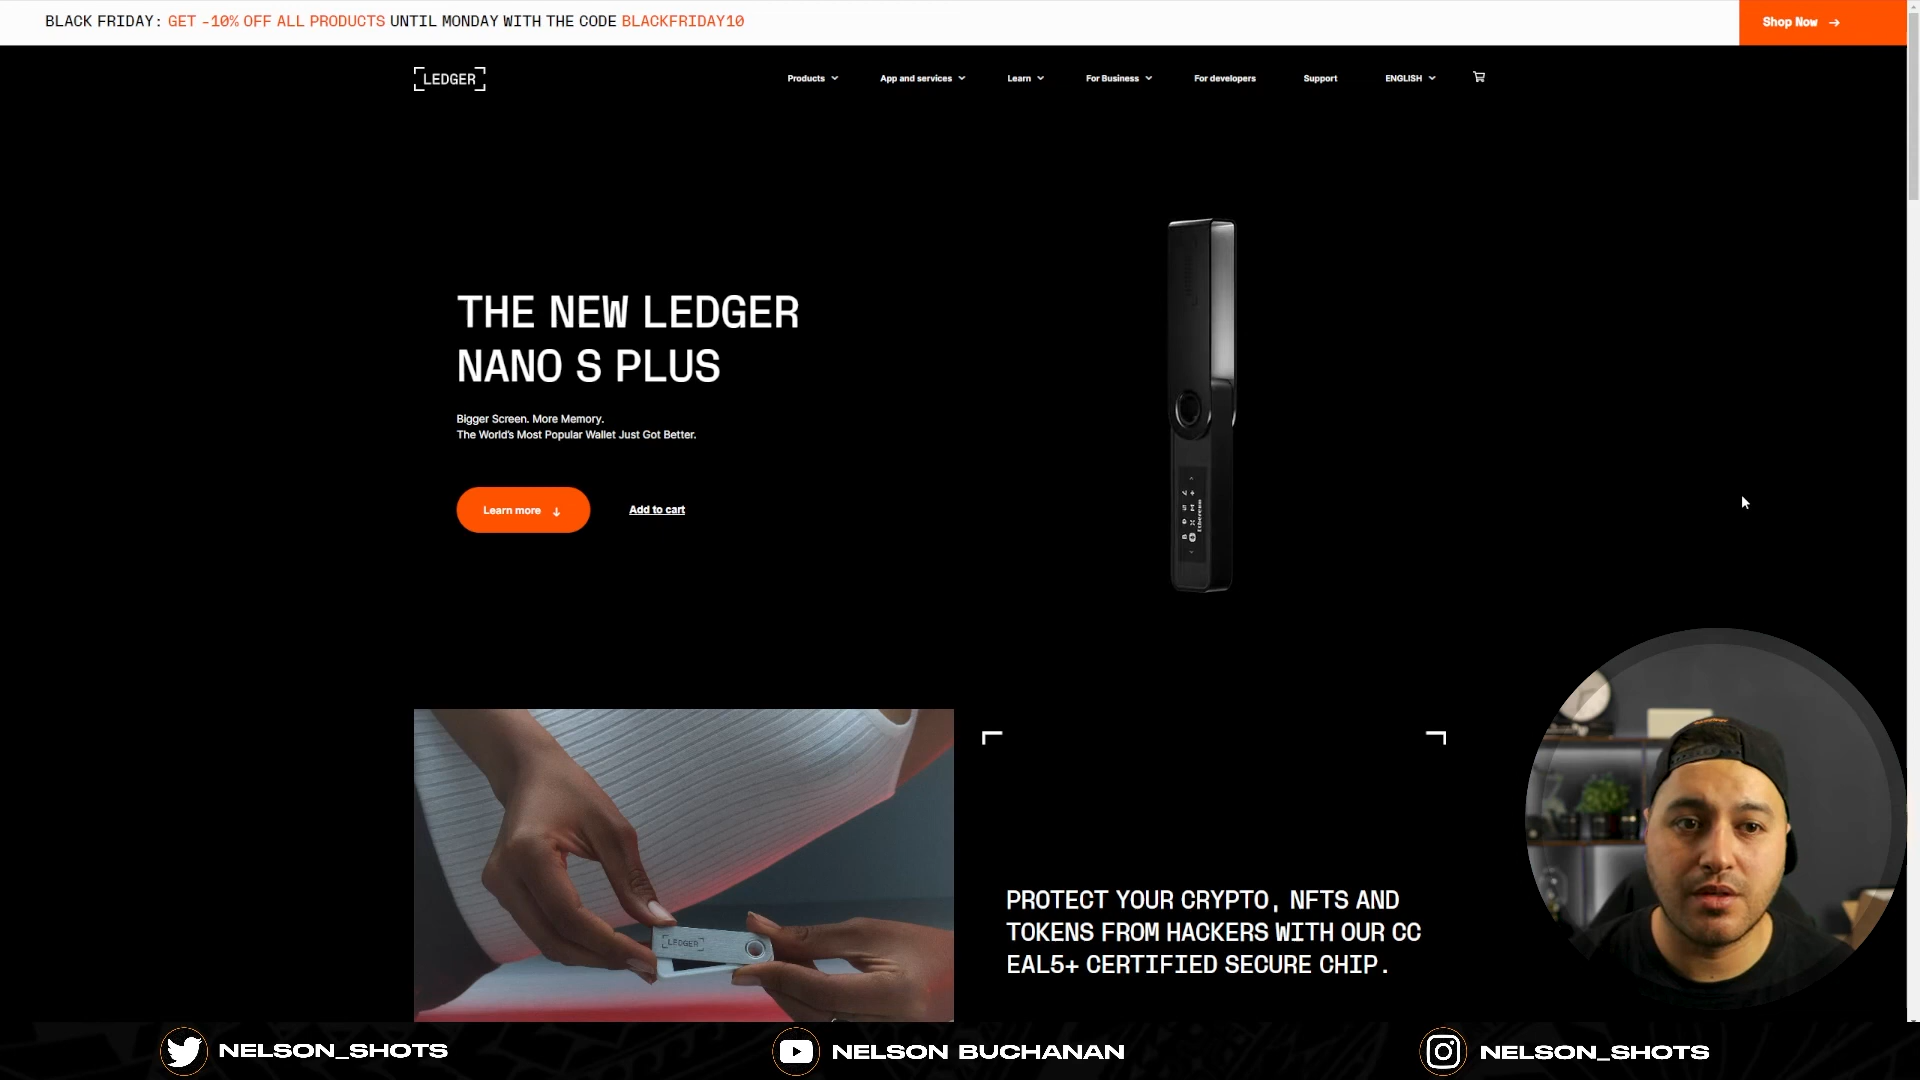 BLACK FRIDAY: GET -10% OFF ALL PRODUCTS UNTIL MONDAY WITH THE CODE BLACKFRIDAY10
Shop Now
LEDGER
Products
App and services
Learn
For Business
For developers
Support
ENGLISH
THE NEW LEDGER
NANO S PLUS
Bigger Screen. More Memory.
The World's Most Popular Wallet Just Got Better.
Learn more
Add to cart
Ethereum
LEDGER
PROTECT YOUR CRYPTO, NFTS AND
TOKENS FROM HACKERS WITH OUR CC
EAL5+ CERTIFIED SECURE CHIP.
NELSON_SHOTS
NELSON BUCHANAN
NELSON_SHOTS